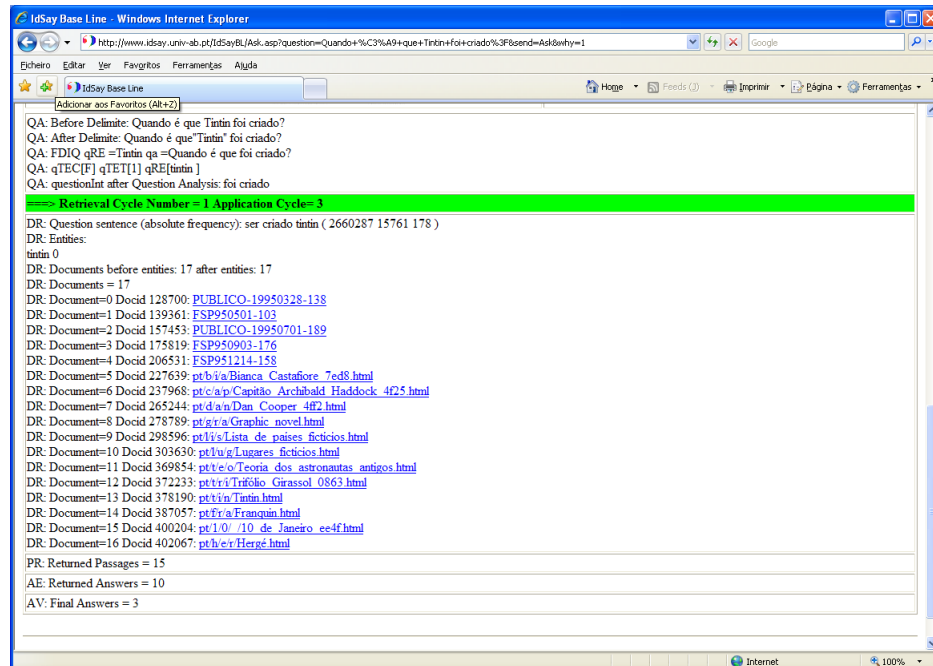 IdSay Base Line - Windows Internet Explorer
http://www.idsay.univ-ab.pt/IdSayBL/Ask.asp?question=Quando+%C3%A9+que+Tintin+foi+criado%3F&send=Ask&why=1
Google
Ficheiro Editar Ver Favoritos Ferramentas Ajuda
IdSay Base Line
Home Feeds (J) Imprimir Página Ferramentas
Adicionar aos Favoritos (Alt+Z)
QA: Before Delimite: Quando é que Tintin foi criado?
QA: After Delimite: Quando é que"Tintin" foi criado?
QA: FDIQ qRE =Tintin qa =Quando é que foi criado?
QA: qTEC[F] qTET[1] qRE[tintin ]
QA: questionInt after Question Analysis: foi criado
===> Retrieval Cycle Number = 1 Application Cycle= 3
DR: Question sentence (absolute frequency): ser criado tintin ( 2660287 15761 178 )
DR: Entities:
tintin 0
DR: Documents before entities: 17 after entities: 17
DR: Documents = 17
DR: Document=0 Docid 128700: PUBLICO-19950328-138
DR: Document=1 Docid 139361: FSP950501-103
DR: Document=2 Docid 157453: PUBLICO-19950701-189
DR: Document=3 Docid 175819: FSP950903-176
DR: Document=4 Docid 206531: FSP951214-158
DR: Document=5 Docid 227639: pt/b/i/a/Bianca_Castafiore_7ed8.html
DR: Document=6 Docid 237968: pt/c/a/p/Capitão_Archibald_Haddock_4f25.html
DR: Document=7 Docid 265244: pt/d/a/n/Dan_Cooper_4ff2.html
DR: Document=8 Docid 278789: pt/g/r/a/Graphic_novel.html
DR: Document=9 Docid 298596: pt/l/i/s/Lista_de_paises_ficticios.html
DR: Document=10 Docid 303630: pt/l/u/g/Lugares_ficticios.html
DR: Document=11 Docid 369854: pt/t/e/o/Teoria_dos_astronautas_antigos.html
DR: Document=12 Docid 372233: pt/t/r/i/Trifólio_Girassol_0863.html
DR: Document=13 Docid 378190: pt/t/i/n/Tintin.html
DR: Document=14 Docid 387057: pt/f/r/a/Franquin.html
DR: Document=15 Docid 400204: pt/1/0/_/10_de_Janeiro_ee4f.html
DR: Document=16 Docid 402067: pt/h/e/r/Hergé.html
PR: Returned Passages = 15
AE: Returned Answers = 10
AV: Final Answers = 3
Internet 100%